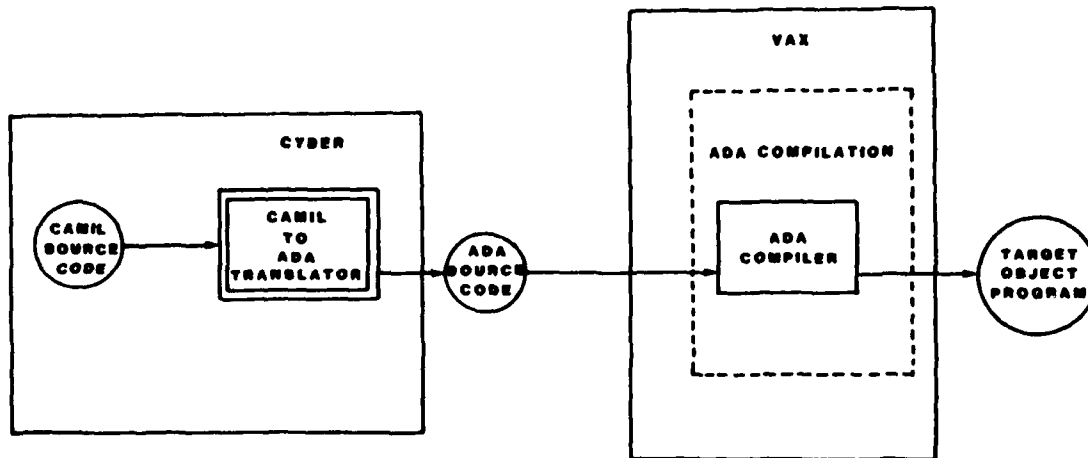 VAX
CYBER
ADA COMPILATION
CAMIL
SOURCE
CODE
CAMIL
TO
ADA
TRANSLATOR
ADA
SOURCE
CODE
ADA
COMPILER
TARGET
OBJECT
PROGRAM